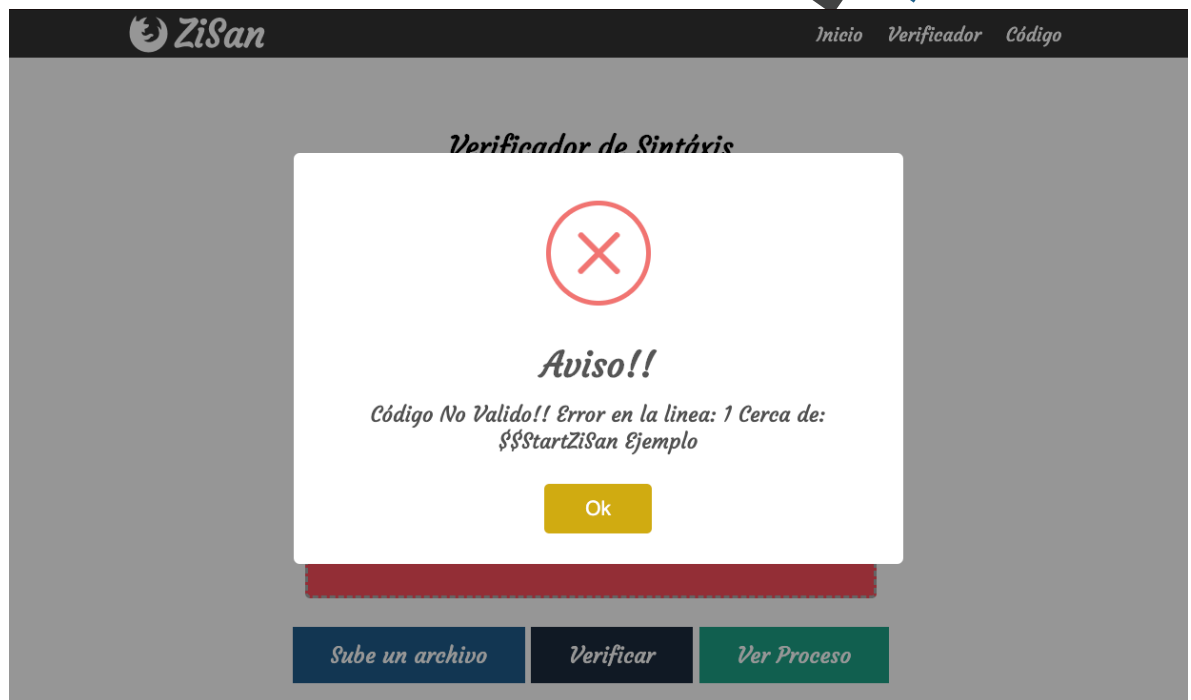 ZiSan
Inicio Verificador Código
Verificador de Sintáxis
Aviso!!
Código No Valido!! Error en la linea: 1 Cerca de:
$$StartZiSan Ejemplo
Ok
Sube un archivo Verificar Ver Proceso